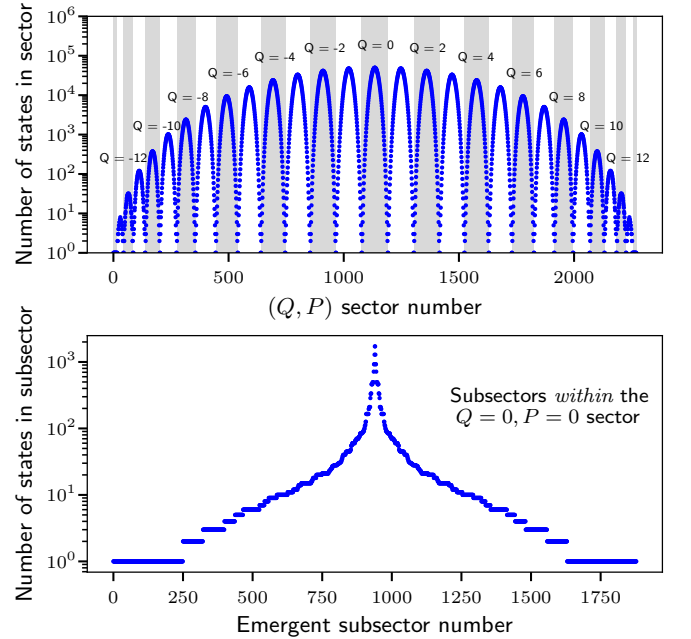 10^6
10^5
10^4
10^3
10^2
10^1
10^0
Number of states in sector
Q = -12
Q = -10
Q = -8
Q = -6
Q = -4
Q = -2
Q = 0
Q = 2
Q = 4
Q = 6
Q = 8
Q = 10
Q = 12
0 500 1000 1500 2000
(Q, P) sector number
10^3
10^2
10^1
10^0
Number of states in subsector
Subsectors within the
Q = 0, P = 0 sector
0 250 500 750 1000 1250 1500 1750
Emergent subsector number